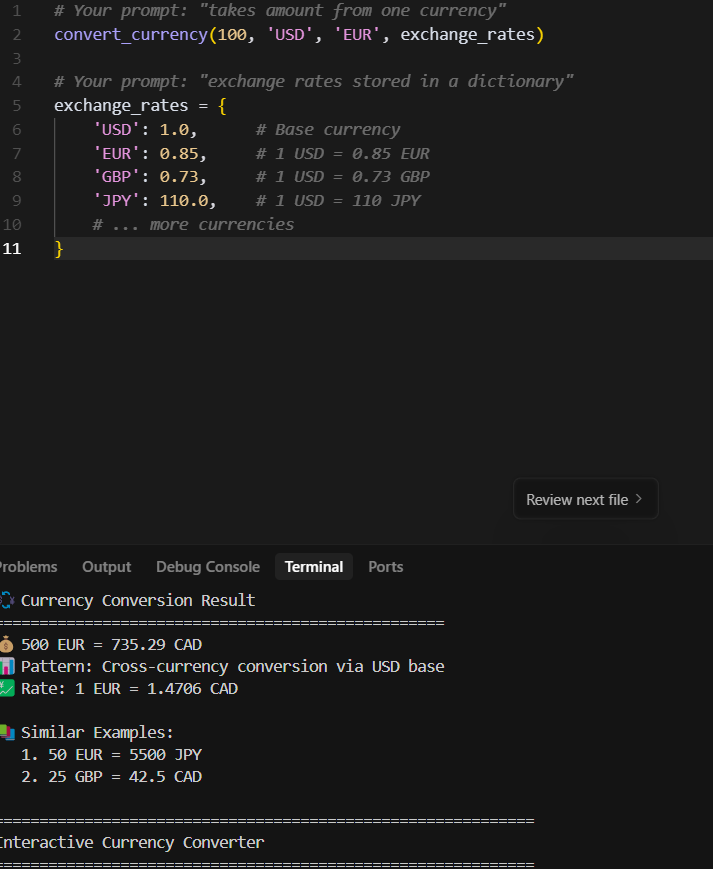 1 # Your prompt: "takes amount from one currency"
2 convert_currency(100, 'USD', 'EUR', exchange_rates)
3
4 # Your prompt: "exchange rates stored in a dictionary"
5 exchange_rates = {
6 'USD': 1.0, # Base currency
7 'EUR': 0.85, # 1 USD = 0.85 EUR
8 'GBP': 0.73, # 1 USD = 0.73 GBP
9 'JPY': 110.0, # 1 USD = 110 JPY
10 # ... more currencies
11 }
Review next file >
Problems Output Debug Console Terminal Ports
Currency Conversion Result
==================================================
500 EUR = 735.29 CAD
Pattern: Cross-currency conversion via USD base
Rate: 1 EUR = 1.4706 CAD
Similar Examples:
1. 50 EUR = 5500 JPY
2. 25 GBP = 42.5 CAD
============================================================
Interactive Currency Converter
============================================================